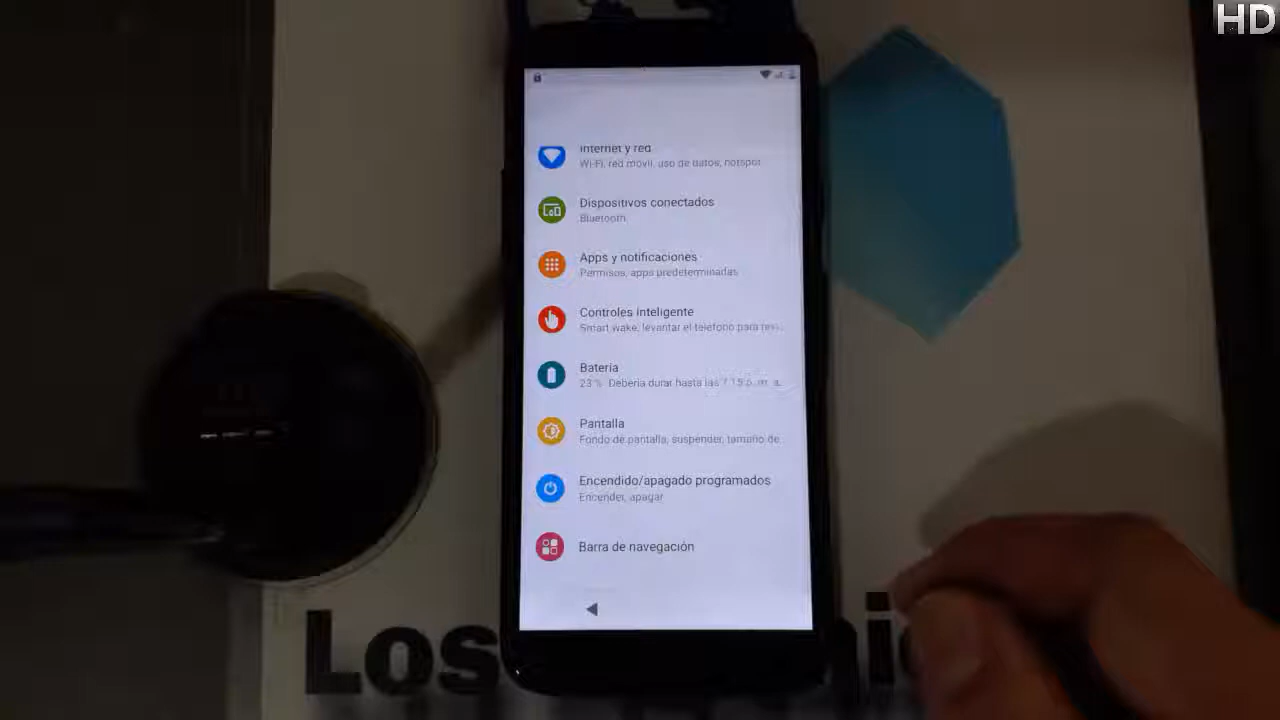 HD
Internet y red
Wi-Fi, red móvil, uso de datos, hotspot
Dispositivos conectados
Bluetooth
Apps y notificaciones
Permisos, apps predeterminadas
Controles inteligente
Smart wake, levantar el teléfono para
Batería
23 % Debería durar hasta las 7:15 p. m. a…
Pantalla
Fondo de pantalla, suspender, tamaño de…
Encendido/apagado programados
Encender, apagar
Barra de navegación
Los